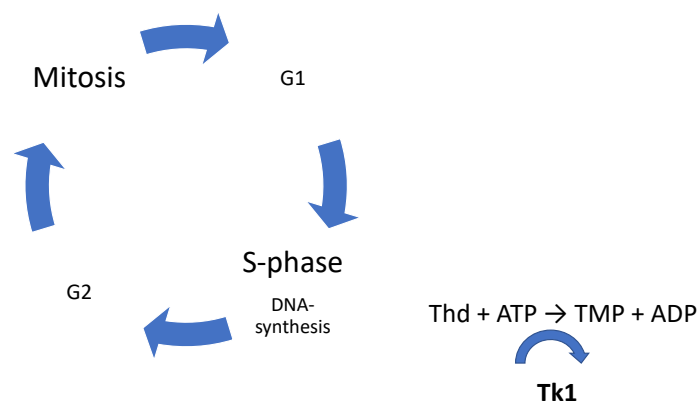 Mitosis
G1
S-phase
DNA-
synthesis
G2
Thd + ATP → TMP + ADP
Tk1